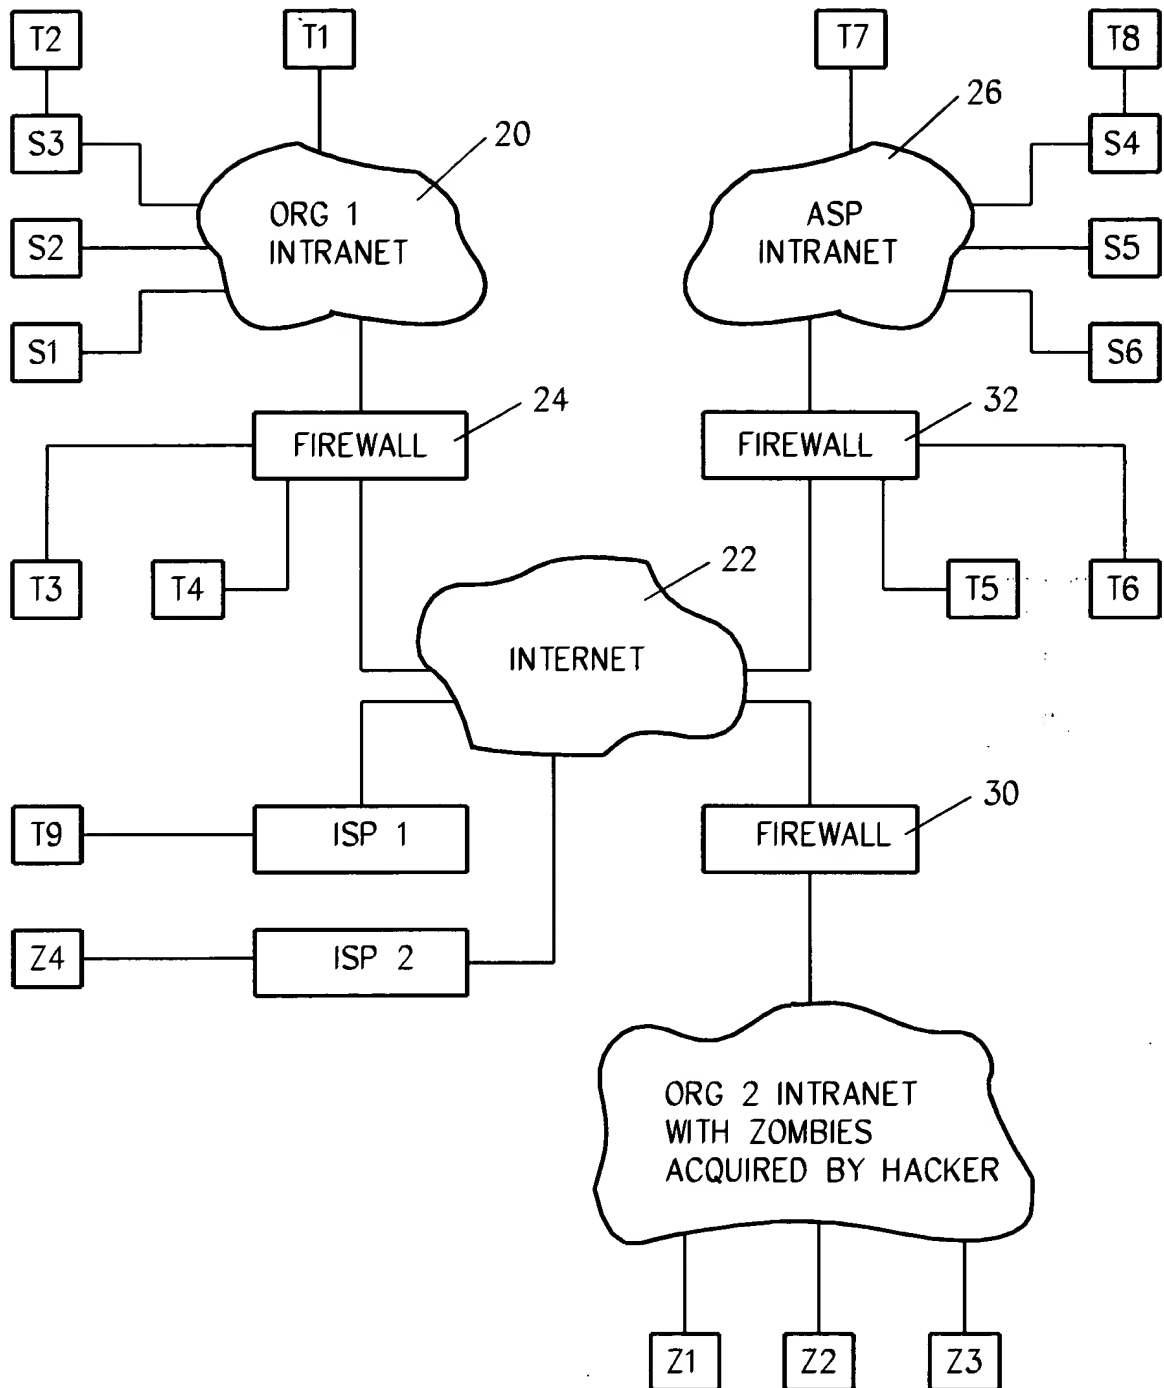 T2
T1
T7
T8
26
S3
20
S4
ORG 1
INTRANET
ASP
INTRANET
S2
S5
S1
S6
24
32
FIREWALL
FIREWALL
22
T3
T4
T5
T6
INTERNET
30
T9
ISP 1
FIREWALL
Z4
ISP 2
ORG 2 INTRANET
WITH ZOMBIES
ACQUIRED BY HACKER
Z1
Z2
Z3